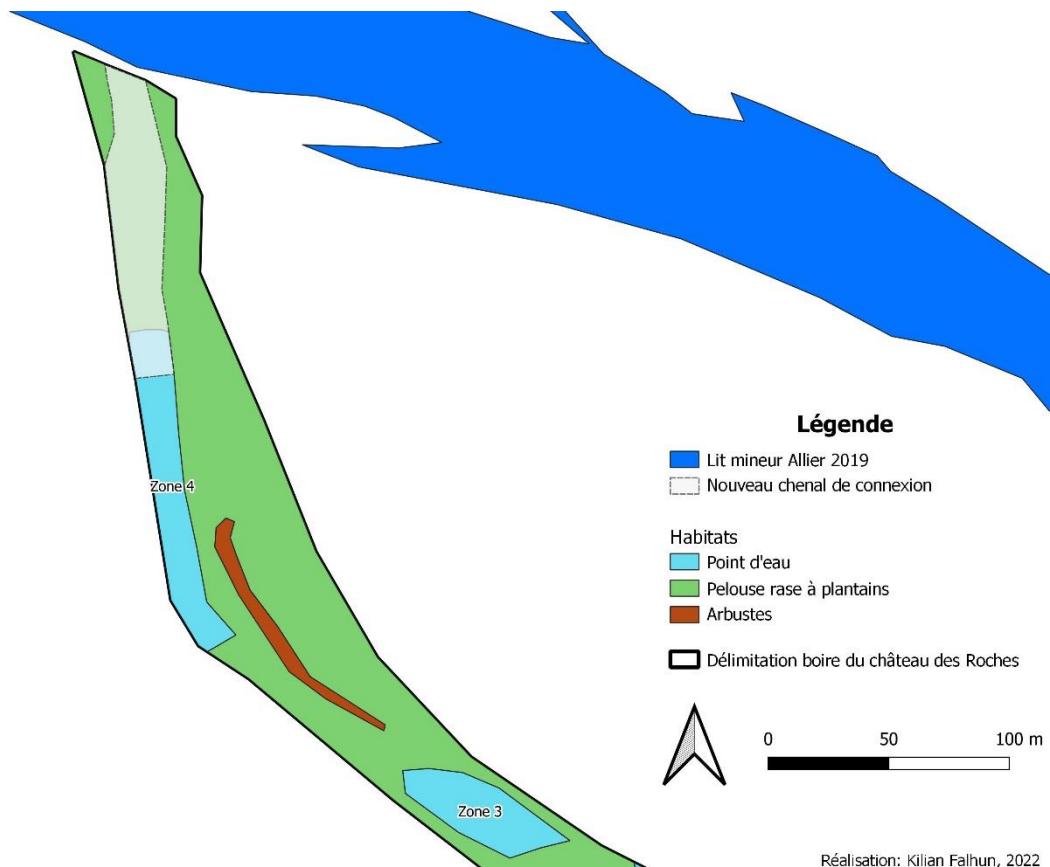 Zone 4
Zone 3
Légende
Lit mineur Allier 2019
Nouveau chenal de connexion
Habitats
Point d'eau
Pelouse rase à plantains
Arbustes
Délimitation boire du château des Roches
0 50 100 m
Réalisation: Kilian Falhun, 2022